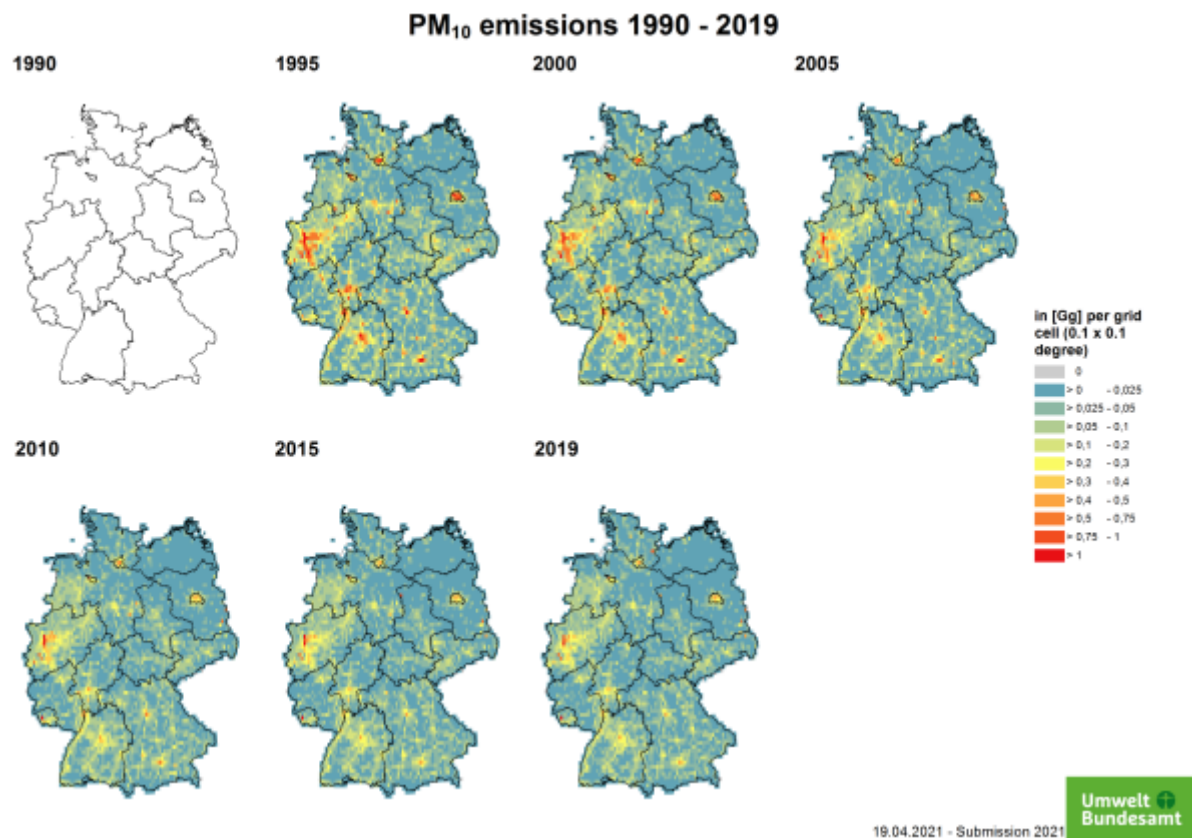 PM₁₀ emissions 1990 - 2019
1990
1995
2000
2005
in [Gg] per grid
cell (0.1 x 0.1
degree)
0
> 0 - 0,025
> 0,025 - 0,05
> 0,05 - 0,1
> 0,1 - 0,2
> 0,2 - 0,3
> 0,3 - 0,4
> 0,4 - 0,5
> 0,5 - 0,75
> 0,75 - 1
> 1
2010
2015
2019
Umwelt
Bundesamt
19.04.2021 - Submission 2021